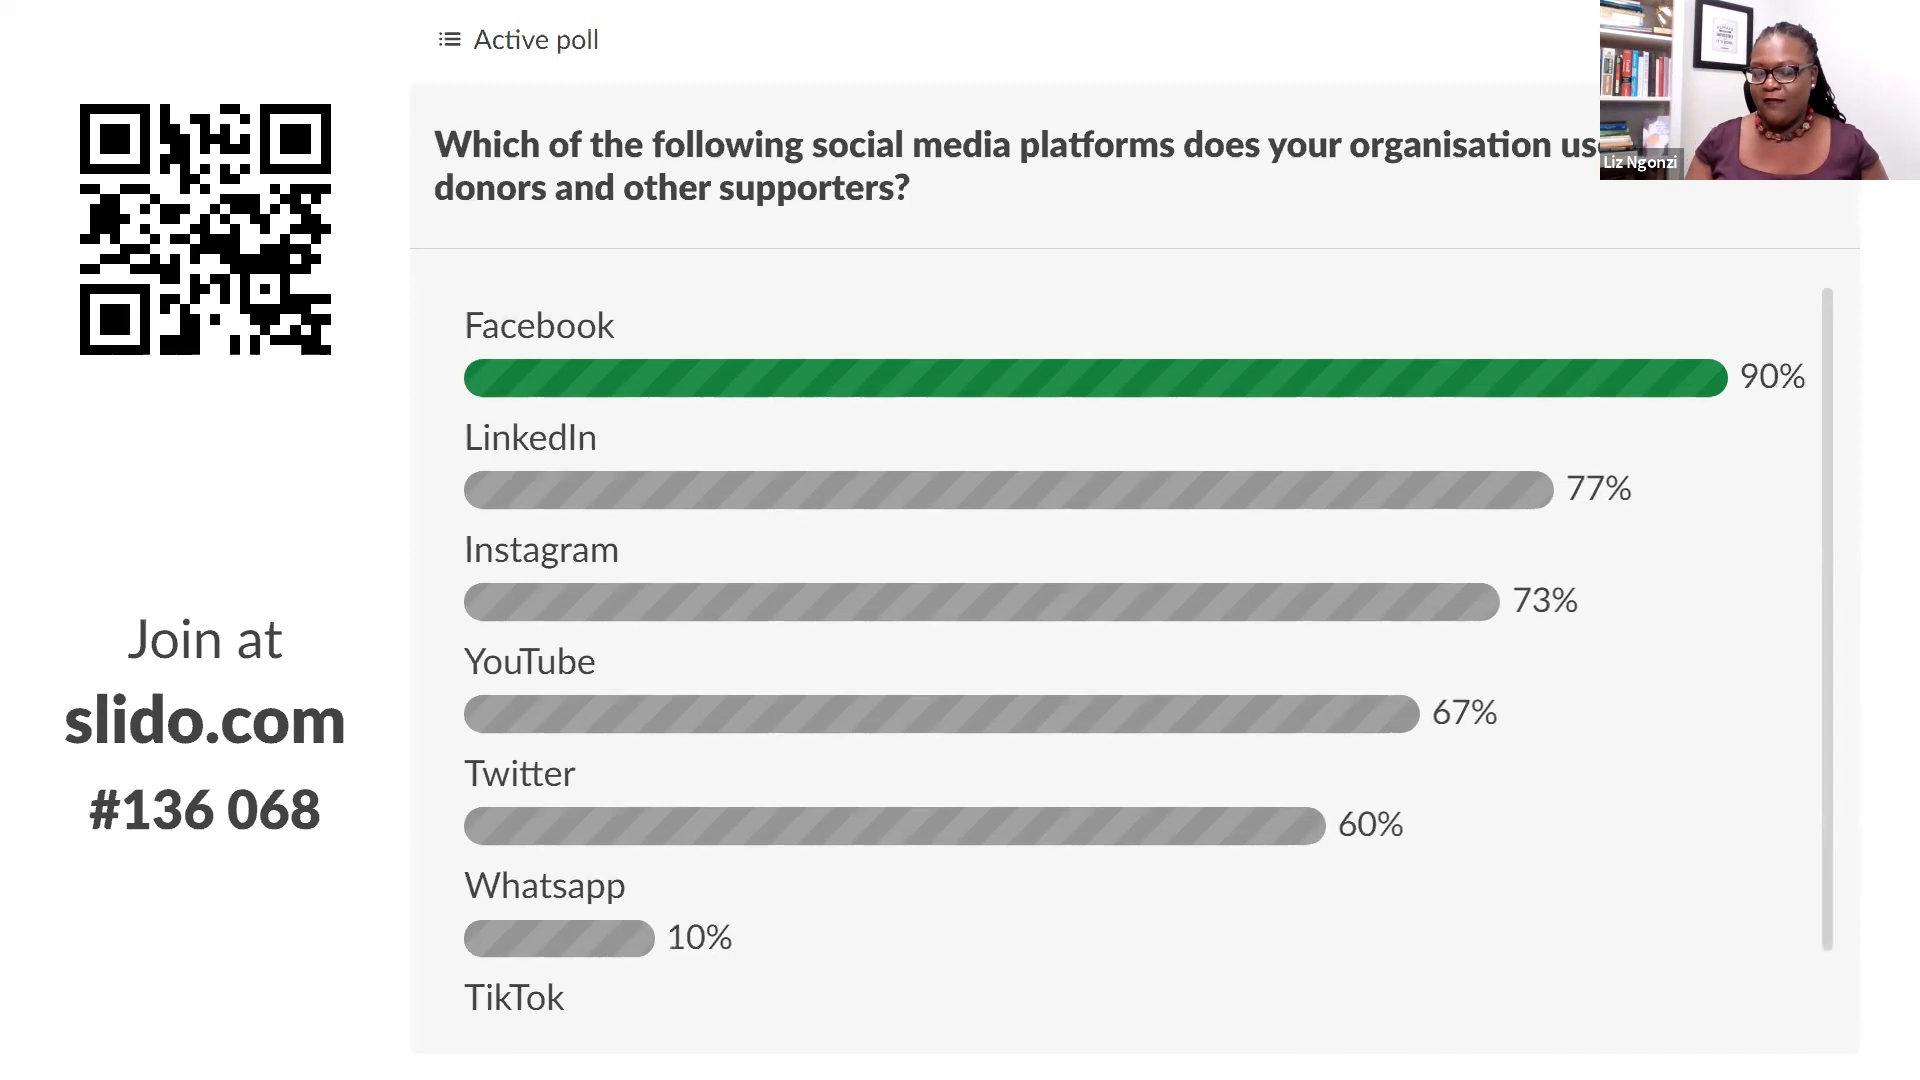 Active poll
Which of the following social media platforms does your organisation
donors and other supporters?
Liz Ngonzi
Facebook
90%
LinkedIn
77%
Instagram
73%
YouTube
67%
Twitter
60%
Whatsapp
10%
TikTok
Join at
slido.com
#136 068